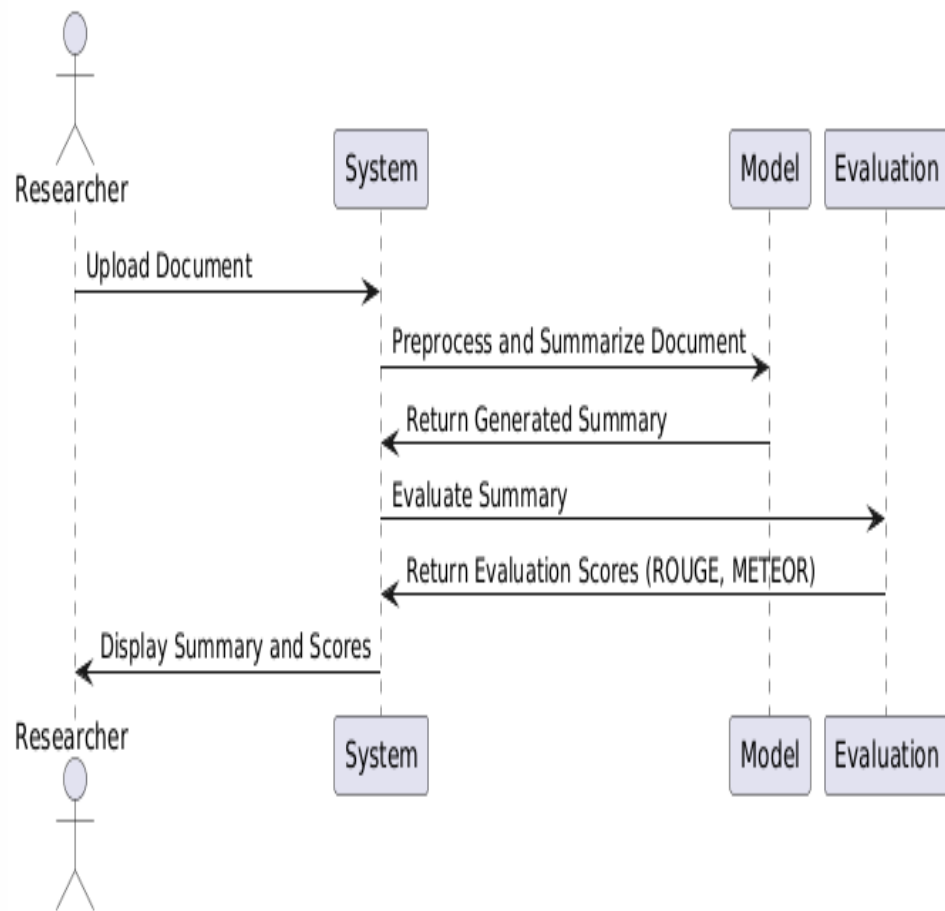 Researcher
System
Model
Evaluation
Upload Document
Preprocess and Summarize Document
Return Generated Summary
Evaluate Summary
Return Evaluation Scores (ROUGE, METEOR)
Display Summary and Scores
Researcher
System
Model
Evaluation